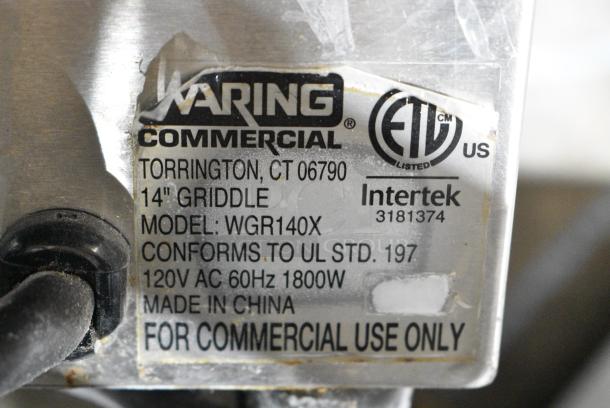 WARING
COMMERCIAL ®
TORRINGTON, CT 06790
14" GRIDDLE
MODEL: WGR140X
CONFORMS TO UL STD. 197
120V AC 60Hz 1800W
MADE IN CHINA
FOR COMMERCIAL USE ONLY
ETL CM
LISTED
US
Intertek
3181374